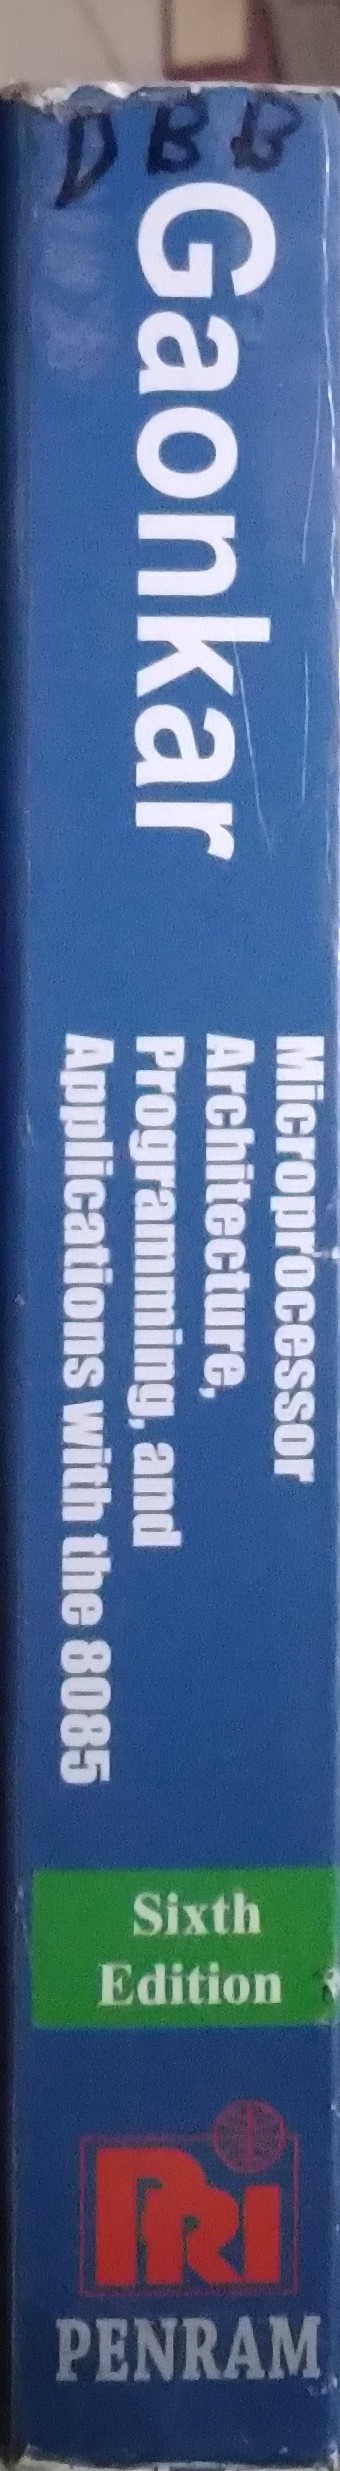 DBB
Gaonkar
Microprocessor
Architecture,
Programming, and
Applications with the 8085
Sixth
Edition
PRI
PENRAM